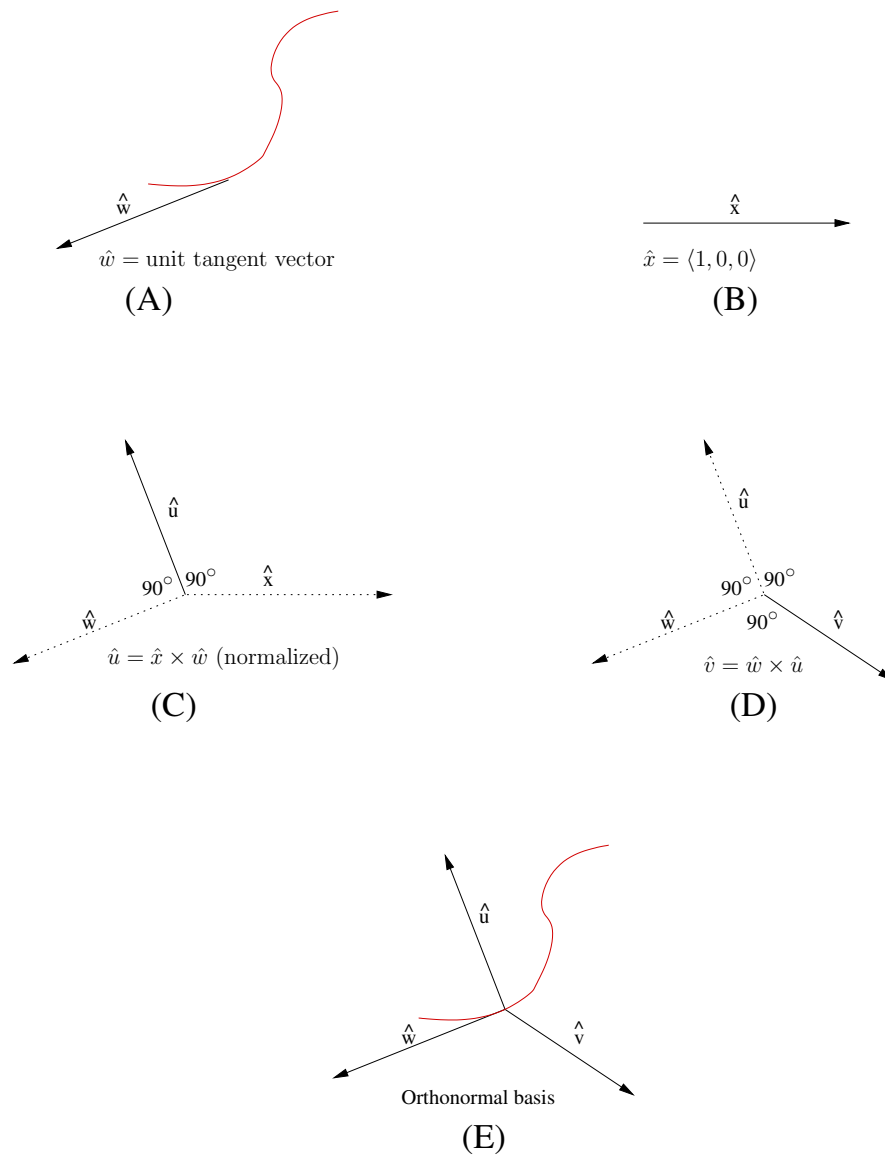 ŵ
ŵ = unit tangent vector
(A)
x̂
x̂ = ⟨1, 0, 0⟩
(B)
û
90° 90°
x̂
ŵ
û = x̂ × ŵ (normalized)
(C)
û
90° 90°
ŵ
90°
v̂
v̂ = ŵ × û
(D)
û
ŵ
v̂
Orthonormal basis
(E)